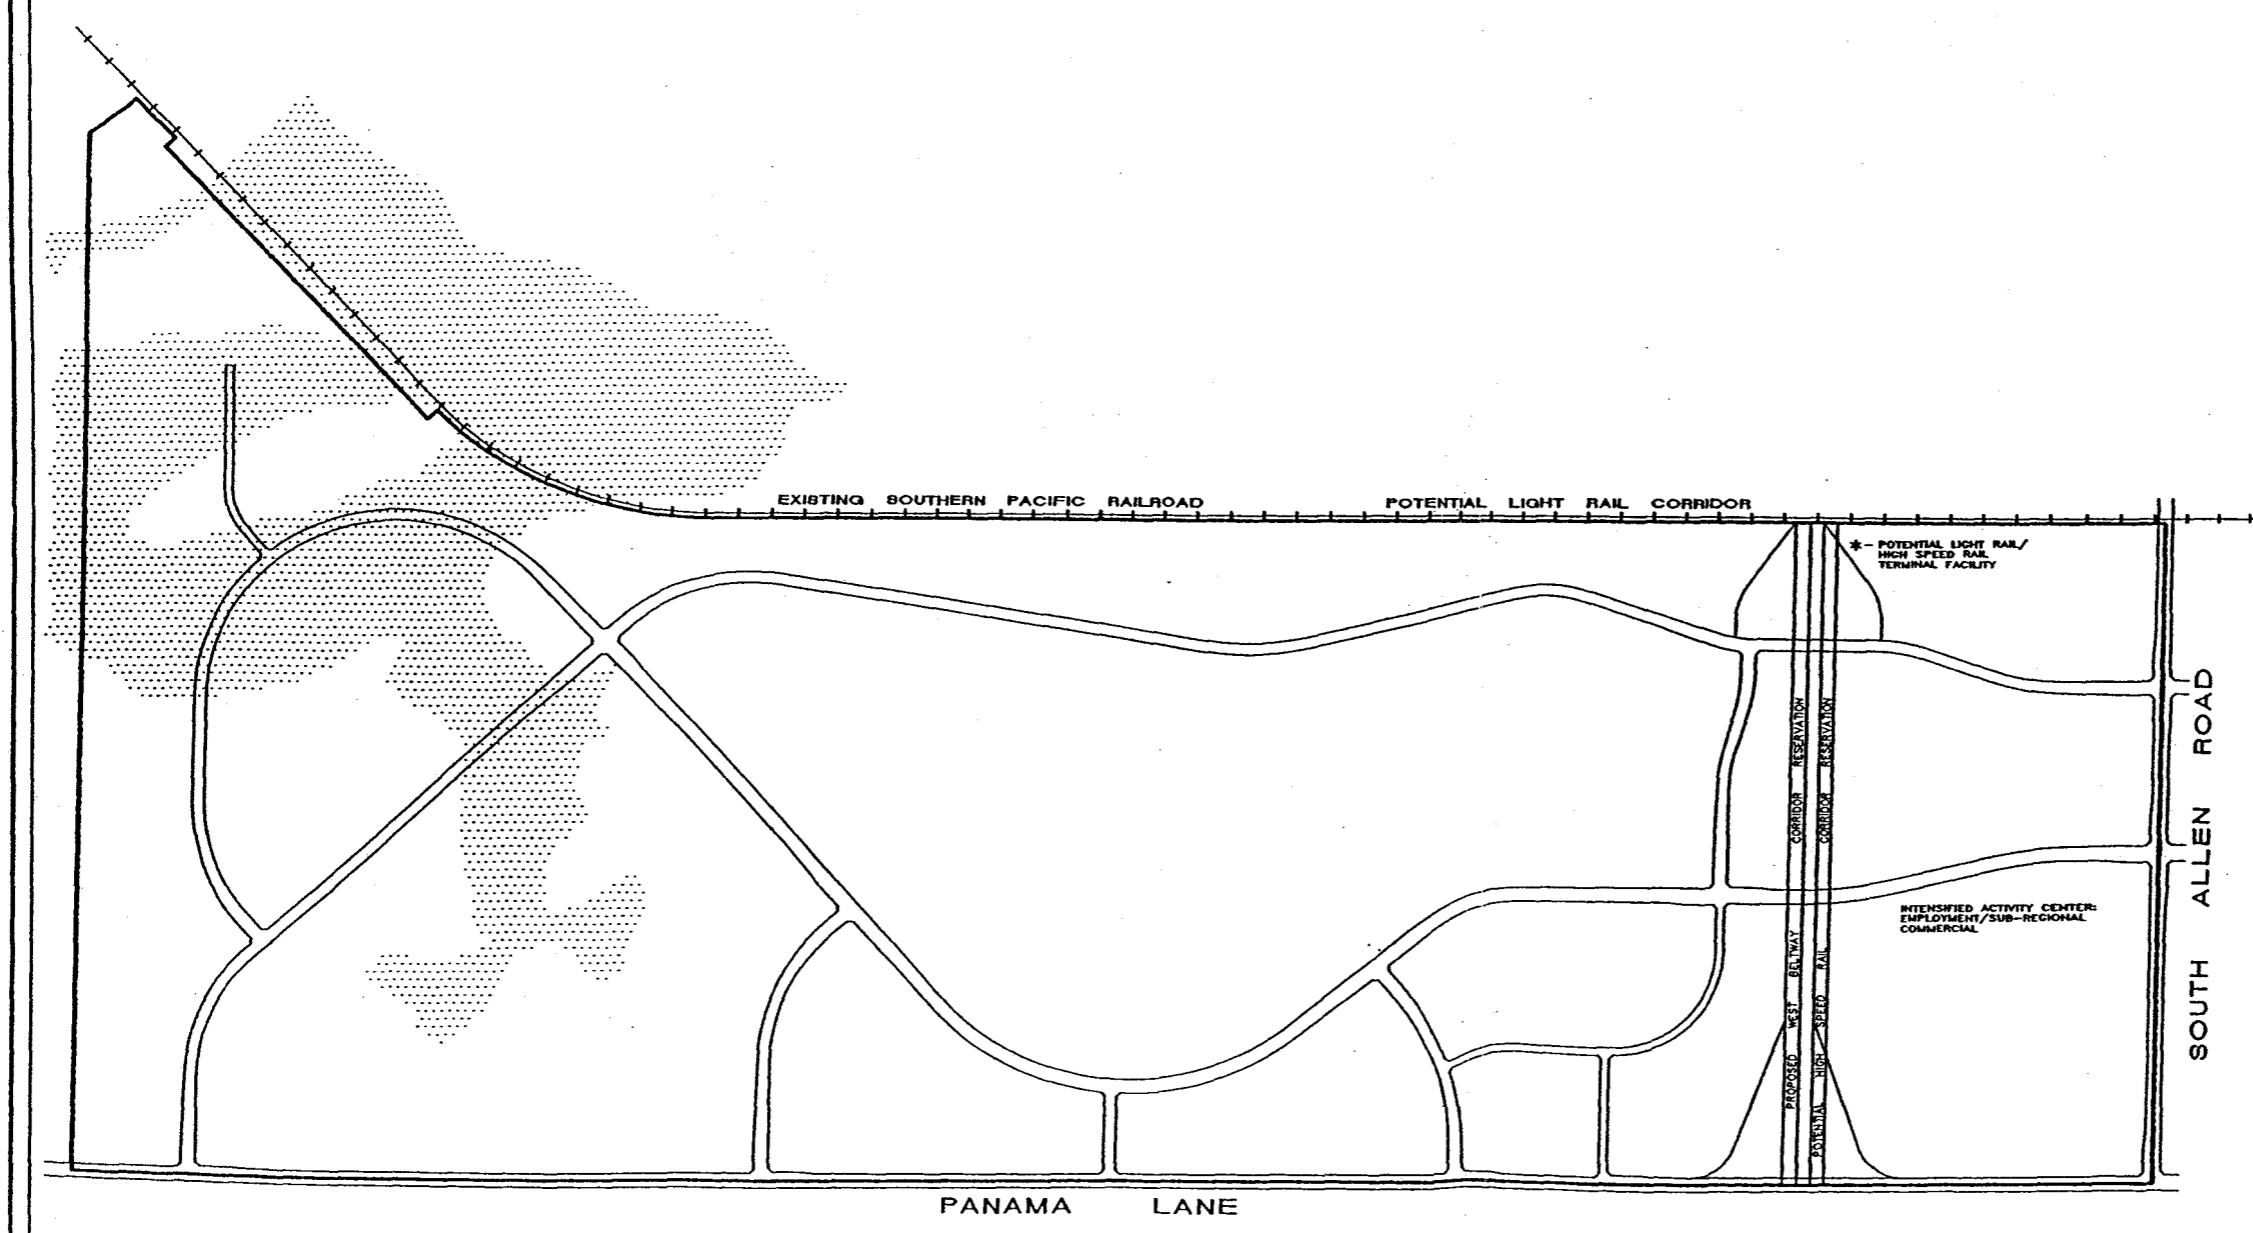 EXISTING SOUTHERN PACIFIC RAILROAD
POTENTIAL LIGHT RAIL CORRIDOR
*- POTENTIAL LIGHT RAIL/
HIGH SPEED RAIL
TERMINAL FACILITY
PROPOSED WEST BELTWAY CORRIDOR RESERVATION
POTENTIAL HIGH SPEED RAIL CORRIDOR RESERVATION
INTENSIFIED ACTIVITY CENTER:
EMPLOYMENT/SUB-REGIONAL
COMMERCIAL
SOUTH ALLEN ROAD
PANAMA LANE